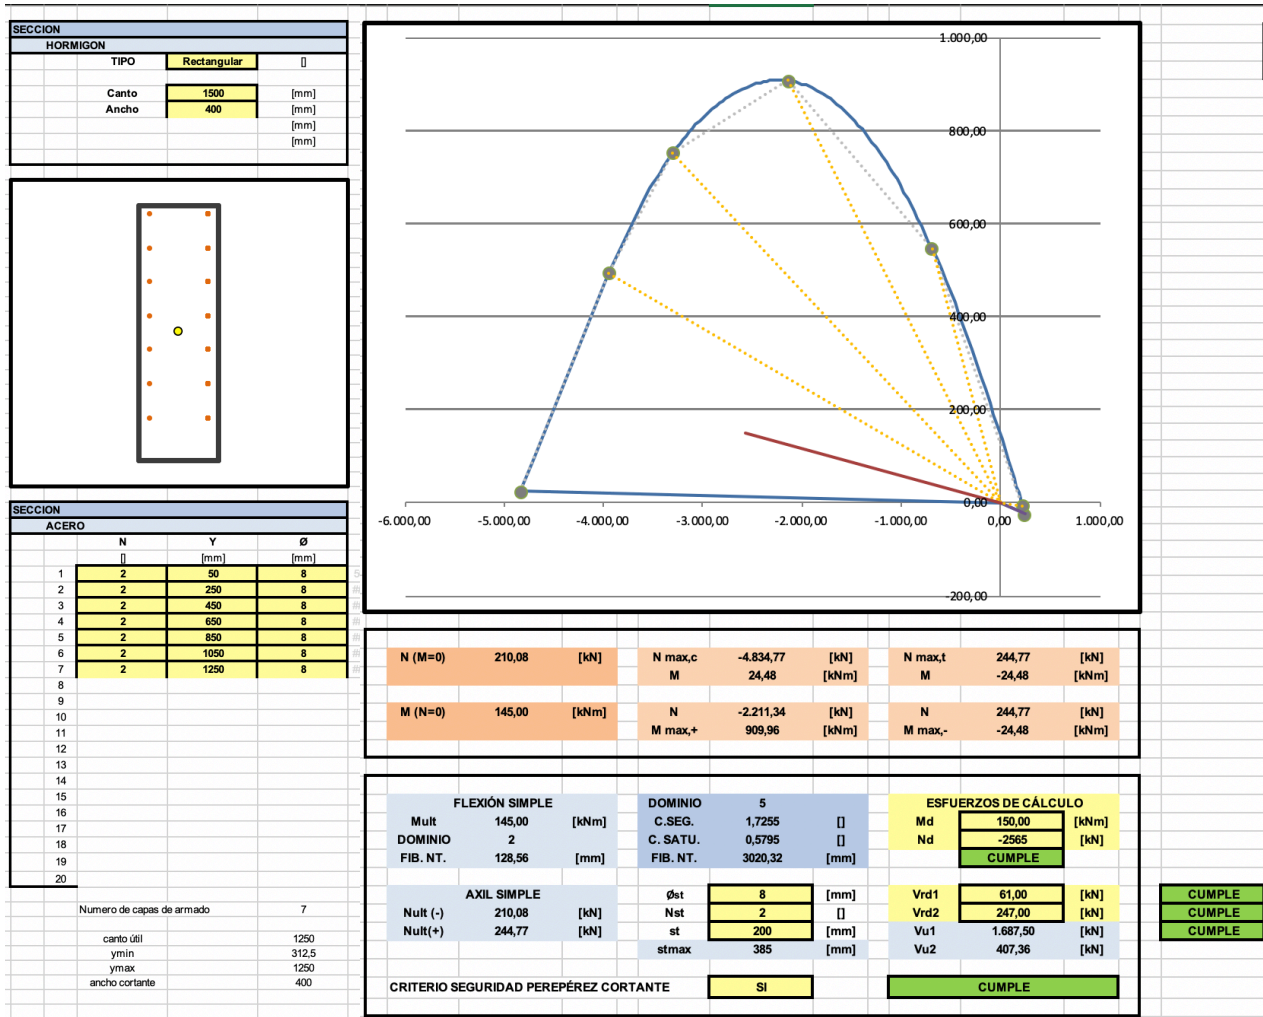 SECCION
HORMIGON
TIPO Rectangular []
Canto 1500 [mm]
Ancho 400 [mm]
[mm]
[mm]
1.000,00
800,00
600,00
400,00
200,00
0,00
-6.000,00 -5.000,00 -4.000,00 -3.000,00 -2.000,00 -1.000,00 0,00 1.000,00
-200,00
SECCION
ACERO
N Y Ø
[] [mm] [mm]
1 2 50 8
2 2 250 8
3 2 450 8
4 2 650 8
5 2 850 8
6 2 1050 8
7 2 1250 8
8
9
10
11
12
13
14
15
16
17
18
19
20
Numero de capas de armado 7
canto útil 1250
ymin 312,5
ymax 1250
ancho cortante 400
N (M=0) 210,08 [kN] N max,c -4.834,77 [kN] N max,t 244,77 [kN]
M 24,48 [kNm] M -24,48 [kNm]
M (N=0) 145,00 [kNm] N -2.211,34 [kN] N 244,77 [kN]
M max,+ 909,96 [kNm] M max,- -24,48 [kNm]
FLEXIÓN SIMPLE DOMINIO 5 ESFUERZOS DE CÁLCULO
Mult 145,00 [kNm] C.SEG. 1,7255 [] Md 150,00 [kNm]
DOMINIO 2 C. SATU. 0,5795 [] Nd -2565 [kN]
FIB. NT. 128,56 [mm] FIB. NT. 3020,32 [mm] CUMPLE
AXIL SIMPLE Øst 8 [mm] Vrd1 61,00 [kN] CUMPLE
Nult (-) 210,08 [kN] Nst 2 [] Vrd2 247,00 [kN] CUMPLE
Nult(+) 244,77 [kN] st 200 [mm] Vu1 1.687,50 [kN] CUMPLE
stmax 385 [mm] Vu2 407,36 [kN]
CRITERIO SEGURIDAD PEREPÉREZ CORTANTE SI CUMPLE